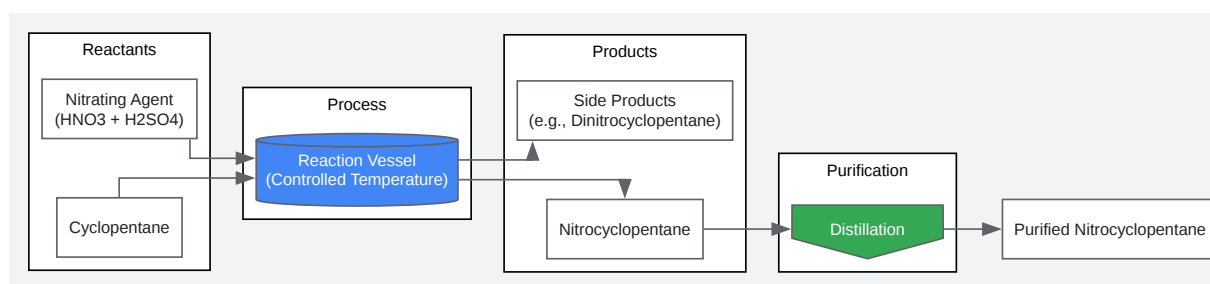 Reactants
Nitrating Agent
(HNO3 + H2SO4)
Cyclopentane
Process
Reaction Vessel
(Controlled Temperature)
Products
Side Products
(e.g., Dinitrocyclopentane)
Nitrocyclopentane
Purification
Distillation
Purified Nitrocyclopentane